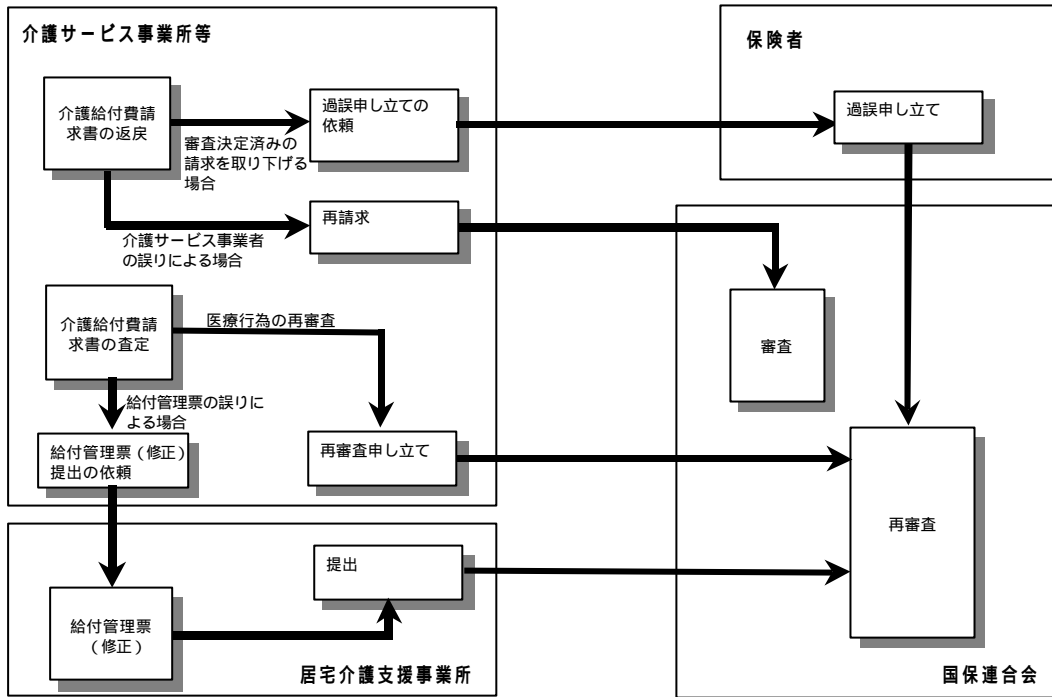 介護サービス事業所等
介護給付費請
求書の返戻
過誤申し立ての
依頼
審査決定済みの
請求を取り下げる
場合
再請求
介護サービス事業者
の誤りによる場合
介護給付費請
求書の査定
医療行為の再審査
給付管理票の誤りに
よる場合
給付管理票（修正）
提出の依頼
再審査申し立て
給付管理票
（修正）
提出
居宅介護支援事業所
保険者
過誤申し立て
審査
再審査
国保連合会